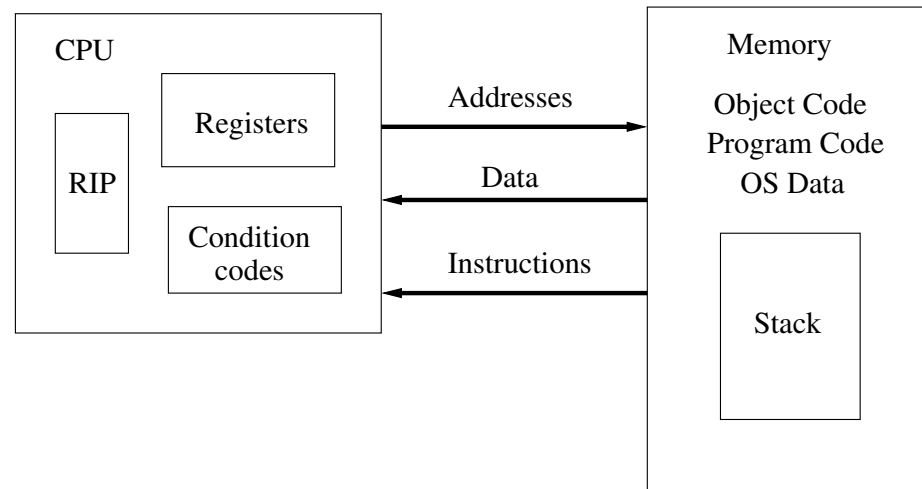 CPU
Registers
RIP
Condition
codes
Addresses
Data
Instructions
Memory
Object Code
Program Code
OS Data
Stack